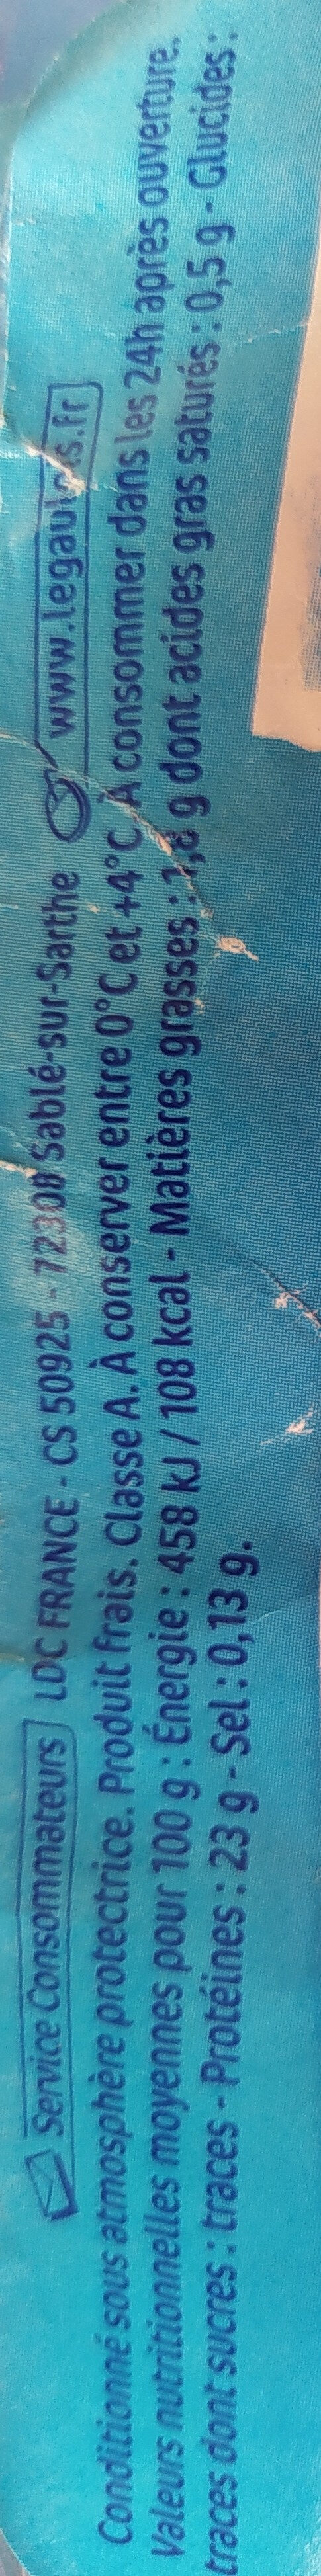 Service Consommateurs LDC FRANCE - CS 50925 - 72300 Sablé-sur-Sarthe www.legaulois.fr
Conditionné sous atmosphère protectrice. Produit frais. Classe A. À conserver entre 0°C et +4°C. À consommer dans les 24h après ouverture.
Valeurs nutritionnelles moyennes pour 100 g : Énergie : 458 kJ / 108 kcal - Matières grasses : 1,8 g dont acides gras saturés : 0,5 g - Glucides :
traces dont sucres : traces - Protéines : 23 g - Sel : 0,13 g.